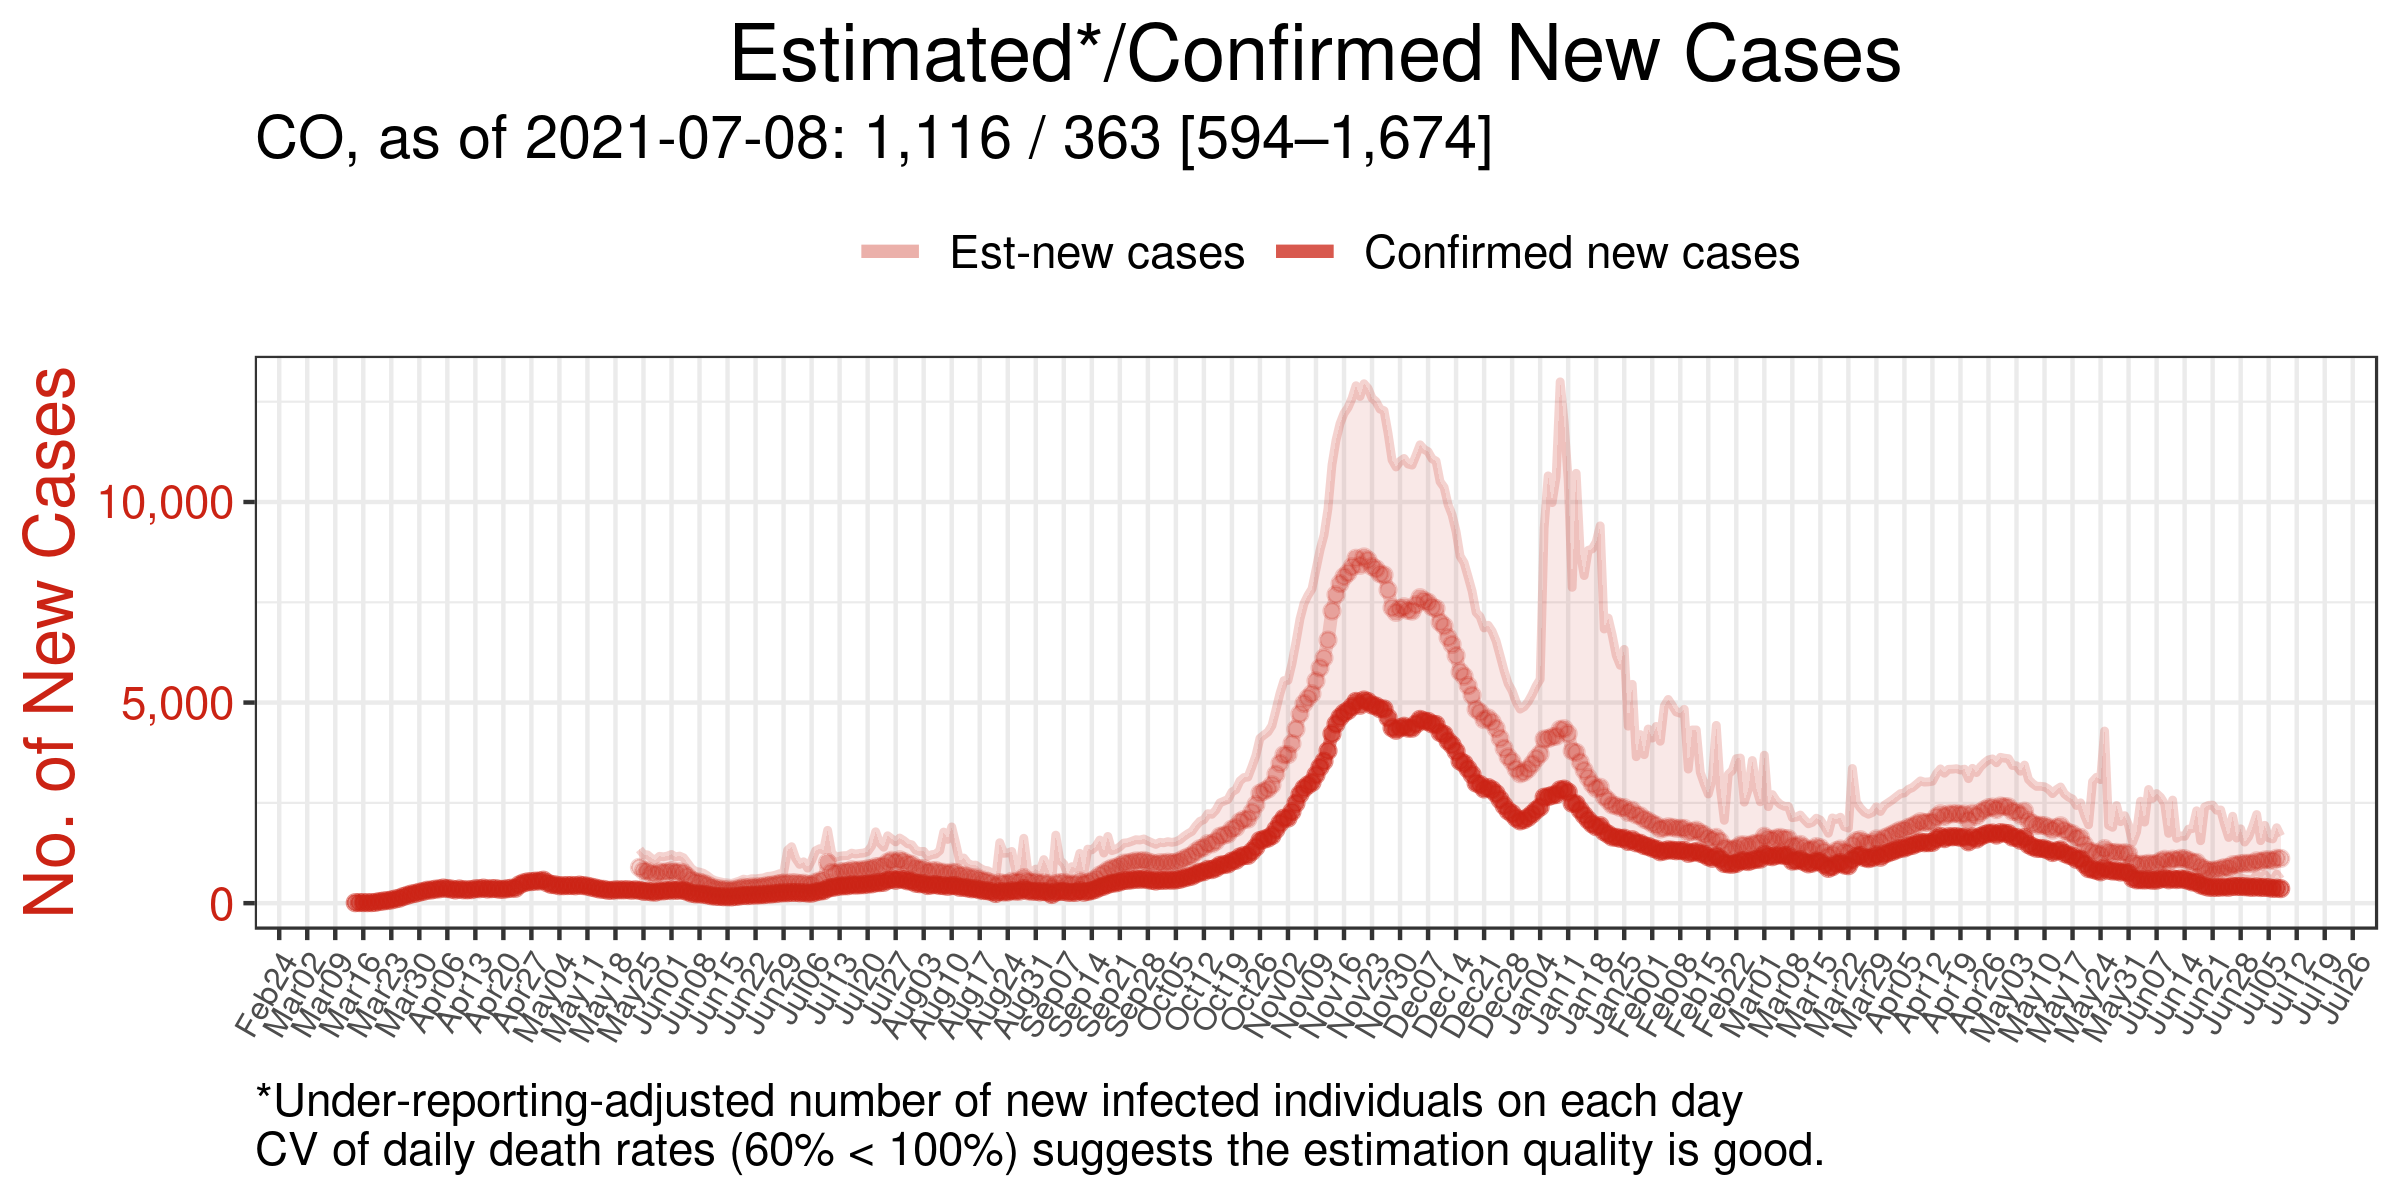 Estimated*/Confirmed New Cases
CO, as of 2021-07-08: 1,116 / 363 [594–1,674]
Est-new cases
Confirmed new cases
No. of New Cases
10,000
5,000
0
Feb24
Mar02
Mar09
Mar16
Mar23
Mar30
Apr06
Apr13
Apr20
Apr27
May04
May11
May18
May25
Jun01
Jun08
Jun15
Jun22
Jun29
Jul06
Jul13
Jul20
Jul27
Aug03
Aug10
Aug17
Aug24
Aug31
Sep07
Sep14
Sep21
Sep28
Oct05
Oct12
Oct19
Oct26
Nov02
Nov09
Nov16
Nov23
Nov30
Dec07
Dec14
Dec21
Dec28
Jan04
Jan11
Jan18
Jan25
Feb01
Feb08
Feb15
Feb22
Mar01
Mar08
Mar15
Mar22
Mar29
Apr05
Apr12
Apr19
Apr26
May03
May10
May17
May24
May31
Jun07
Jun14
Jun21
Jun28
Jul05
Jul12
Jul19
Jul26
*Under-reporting-adjusted number of new infected individuals on each day
CV of daily death rates (60% < 100%) suggests the estimation quality is good.